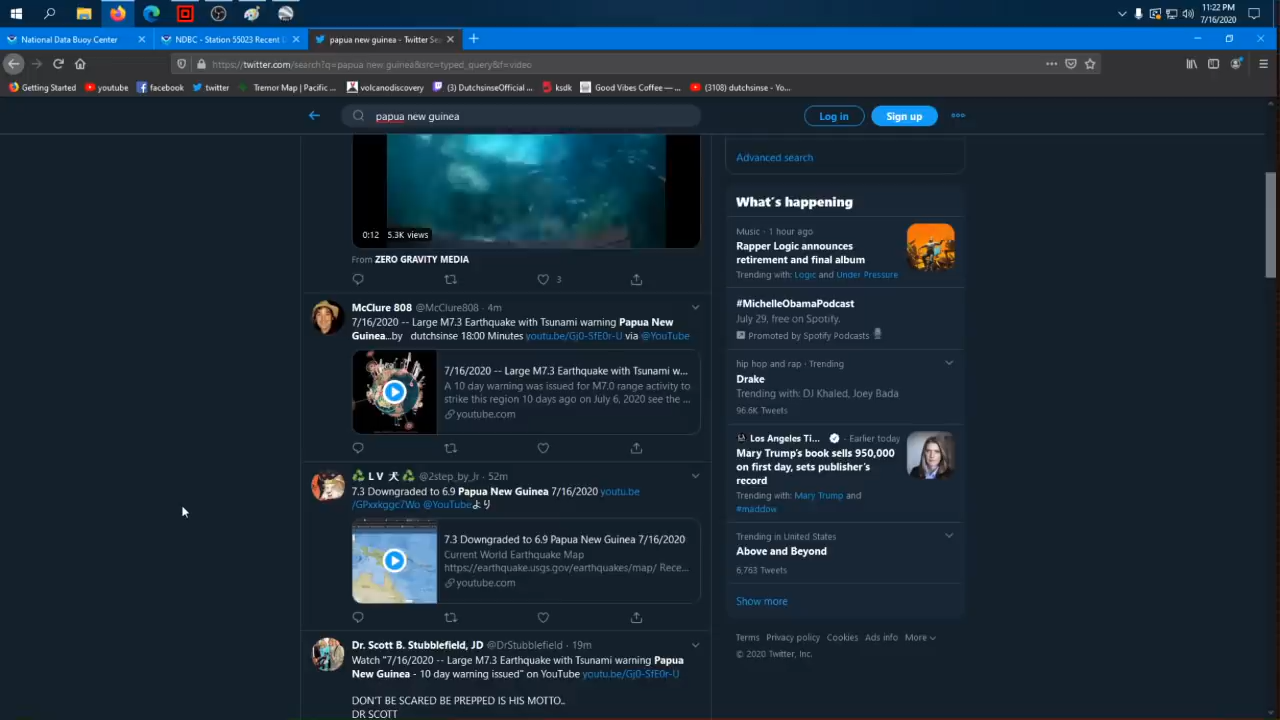 11:22 PM
7/16/2020
National Data Buoy Center
NDBC - Station 55023 Recent
papua new guinea - Twitter Se
https://twitter.com/search?q=papua new guinea&src=typed_query&f=video
Getting Started
youtube
facebook
twitter
Tremor Map | Pacific ...
volcanodiscovery
(3) DutchsinseOfficial ...
ksdk
Good Vibes Coffee — ...
(3108) dutchsinse - Yo...
papua new guinea
Log in
Sign up
0:12 5.3K views
From ZERO GRAVITY MEDIA
3
McClure 808 @McClure808 · 4m
7/16/2020 -- Large M7.3 Earthquake with Tsunami warning Papua New
Guinea...by dutchsinse 18:00 Minutes youtu.be/Gj0-SfE0r-U via @YouTube
7/16/2020 -- Large M7.3 Earthquake with Tsunami w...
A 10 day warning was issued for M7.0 range activity to
strike this region 10 days ago on July 6, 2020 see the ...
youtube.com
L V 犬 @2step_by_Jr · 52m
7.3 Downgraded to 6.9 Papua New Guinea 7/16/2020 youtu.be
/GPxxkggc7Wo @YouTubeより
7.3 Downgraded to 6.9 Papua New Guinea 7/16/2020
Current World Earthquake Map
https://earthquake.usgs.gov/earthquakes/map/ Rece...
youtube.com
Dr. Scott B. Stubblefield, JD @DrStubblefield · 19m
Watch "7/16/2020 -- Large M7.3 Earthquake with Tsunami warning Papua
New Guinea - 10 day warning issued" on YouTube youtu.be/Gj0-SfE0r-U
DON'T BE SCARED BE PREPPED IS HIS MOTTO..
DR SCOTT
Advanced search
What's happening
Music · 1 hour ago
Rapper Logic announces
retirement and final album
Trending with: Logic and Under Pressure
#MichelleObamaPodcast
July 29, free on Spotify.
Promoted by Spotify Podcasts
hip hop and rap · Trending
Drake
Trending with: DJ Khaled, Joey Bada
96.6K Tweets
Los Angeles Ti... · Earlier today
Mary Trump's book sells 950,000
on first day, sets publisher's
record
Trending with: Mary Trump and
#maddow
Trending in United States
Above and Beyond
6,763 Tweets
Show more
Terms Privacy policy Cookies Ads info More
© 2020 Twitter, Inc.